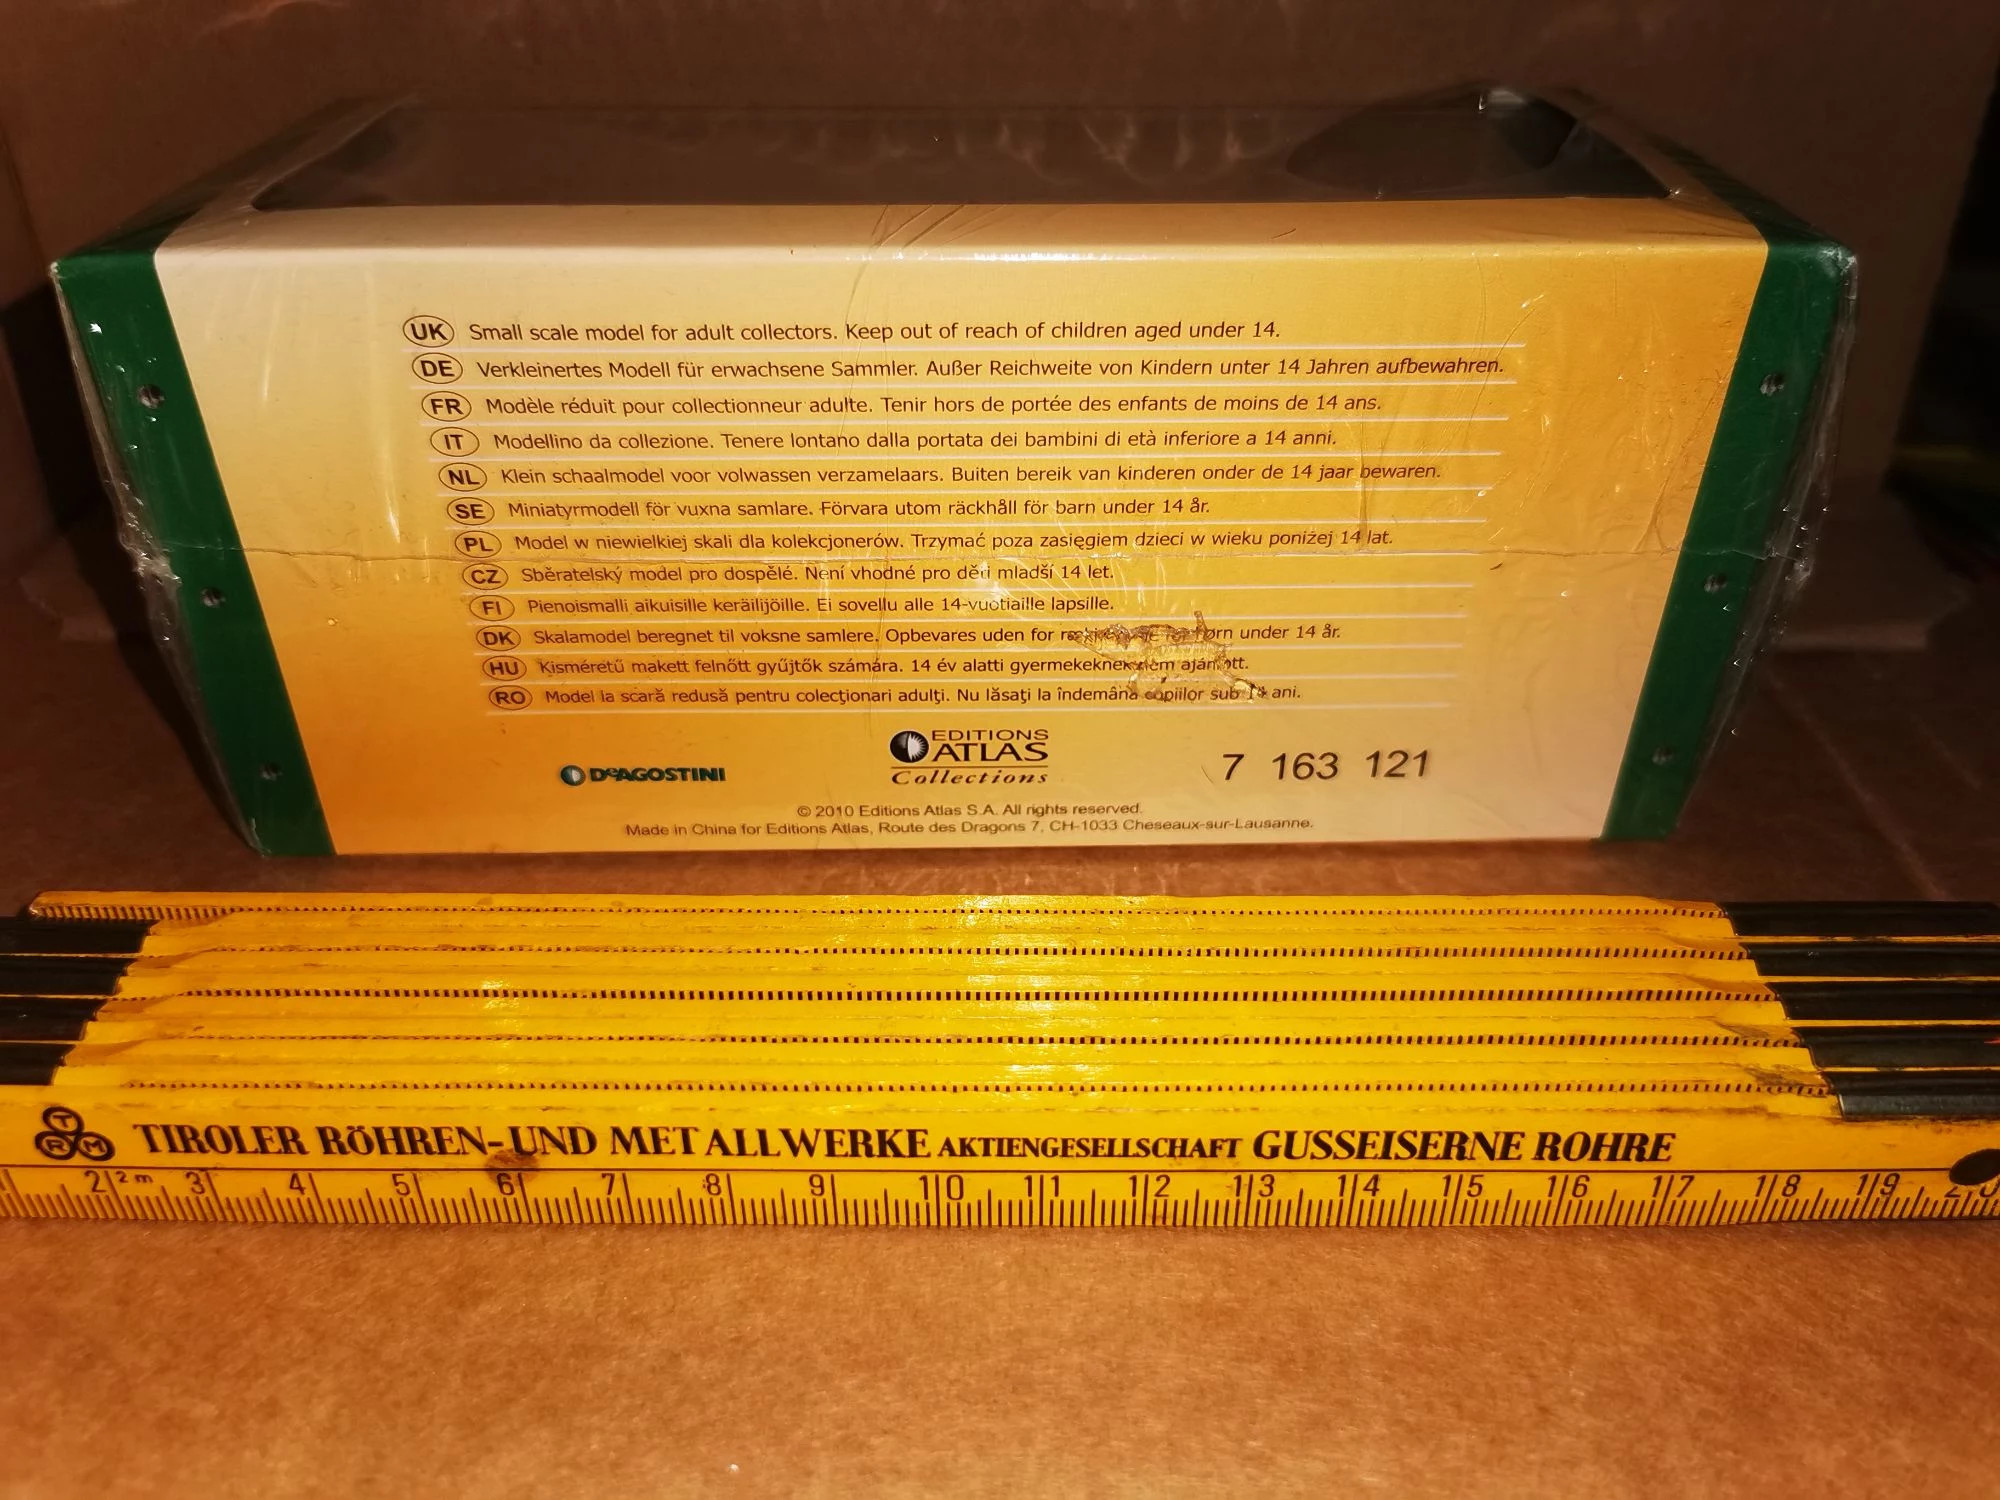 UK Small scale model for adult collectors. Keep out of reach of children aged under 14.
DE Verkleinertes Modell für erwachsene Sammler. Außer Reichweite von Kindern unter 14 Jahren aufbewahren.
FR Modèle réduit pour collectionneur adulte. Tenir hors de portée des enfants de moins de 14 ans.
IT Modellino da collezione. Tenere lontano dalla portata dei bambini di età inferiore a 14 anni.
NL Klein schaalmodel voor volwassen verzamelaars. Buiten bereik van kinderen onder de 14 jaar bewaren.
SE Miniatyrmodell för vuxna samlare. Förvara utom räckhåll för barn under 14 år.
PL Model w niewielkiej skali dla kolekcjonerów. Trzymać poza zasięgiem dzieci w wieku poniżej 14 lat.
CZ Sběratelský model pro dospělé. Není vhodné pro děti mladší 14 let.
FI Pienoismalli aikuisille keräilijöille. Ei sovellu alle 14-vuotiaille lapsille.
DK Skalamodel beregnet til voksne samlere. Opbevares uden for under 14 år.
HU Kisméretű makett felnőtt gyűjtők számára. 14 év alatti gyermekeknek nem ajánlott.
RO Model la scară redusă pentru colecţionari adulţi. Nu lăsaţi la îndemâna copiilor sub 14 ani.
DeAGOSTINI
EDITIONS
ATLAS
Collections
7 163 121
© 2010 Editions Atlas S.A. All rights reserved.
Made in China for Editions Atlas, Route des Dragons 7, CH-1033 Cheseaux-sur-Lausanne.
TRM TIROLER RÖHREN-UND METALLWERKE AKTIENGESELLSCHAFT GUSSEISERNE ROHRE
2 2m 3 4 5 6 7 8 9 10 11 12 13 14 15 16 17 18 19 20